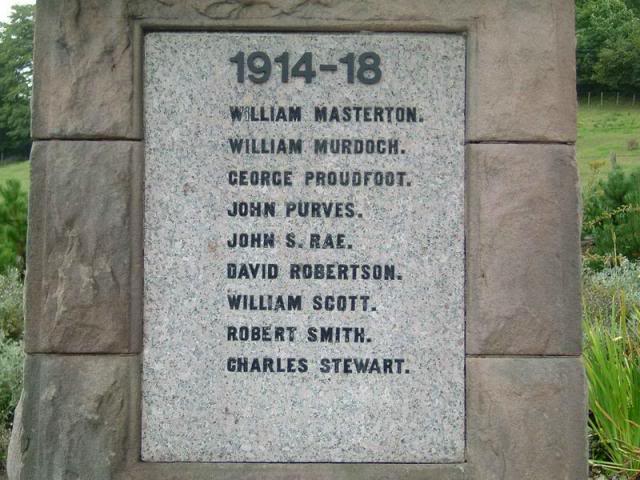 1914-18
WILLIAM MASTERTON.
WILLIAM MURDOCH.
GEORGE PROUDFOOT.
JOHN PURVES.
JOHN S. RAE.
DAVID ROBERTSON.
WILLIAM SCOTT.
ROBERT SMITH.
CHARLES STEWART.